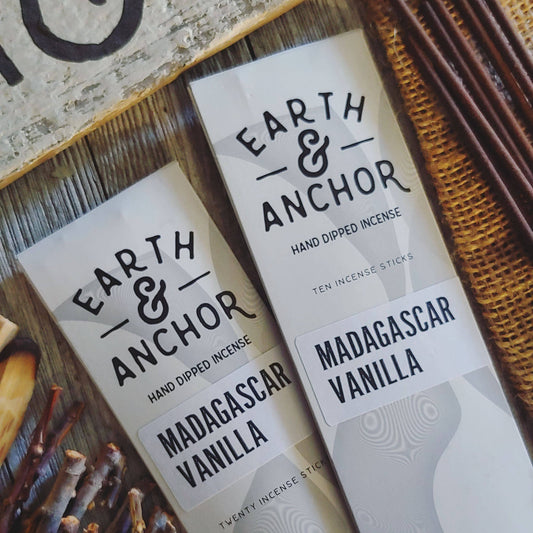 EARTH
&
ANCHOR
HAND DIPPED INCENSE
MADAGASCAR
VANILLA
TWENTY INCENSE STICKS
EARTH
&
ANCHOR
HAND DIPPED INCENSE
TEN INCENSE STICKS
MADAGASCAR
VANILLA